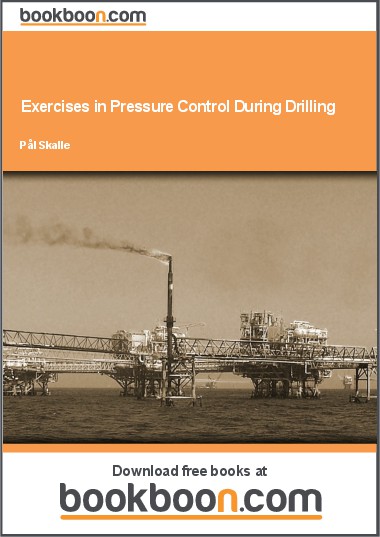 bookboon.com
Exercises in Pressure Control During Drilling
Pål Skalle
Download free books at
bookboon.com